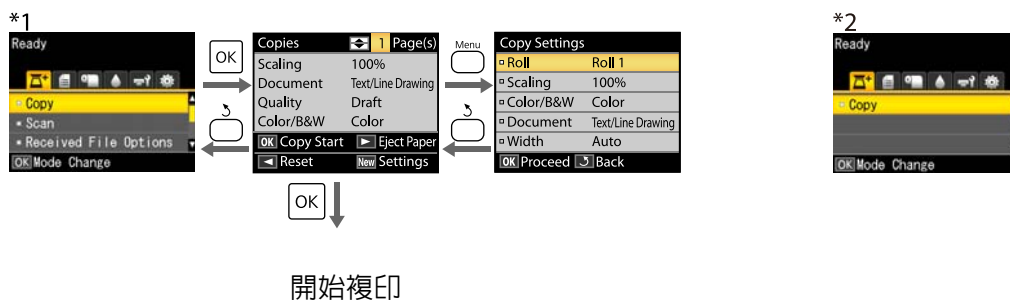 *1
Ready
Copy
Scan
Received File Options
OK Mode Change
OK
Copies 1 Page(s)
Scaling 100%
Document Text/Line Drawing
Quality Draft
Color/B&W Color
OK Copy Start Eject Paper
Reset New Settings
Menu
Copy Settings
Roll Roll 1
Scaling 100%
Color/B&W Color
Document Text/Line Drawing
Width Auto
OK Proceed Back
OK
開始複印
*2
Ready
Copy
OK Mode Change